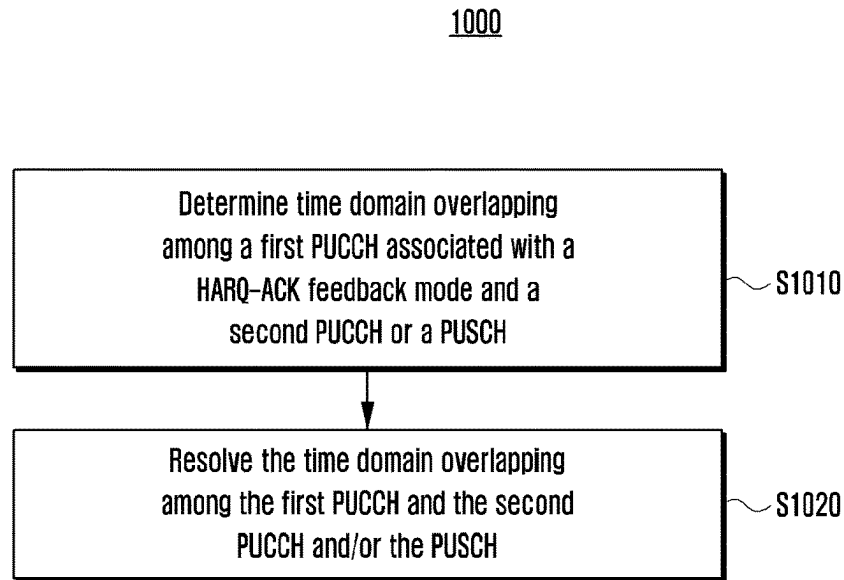 1000
Determine time domain overlapping
among a first PUCCH associated with a
HARQ-ACK feedback mode and a
second PUCCH or a PUSCH
S1010
Resolve the time domain overlapping
among the first PUCCH and the second
PUCCH and/or the PUSCH
S1020